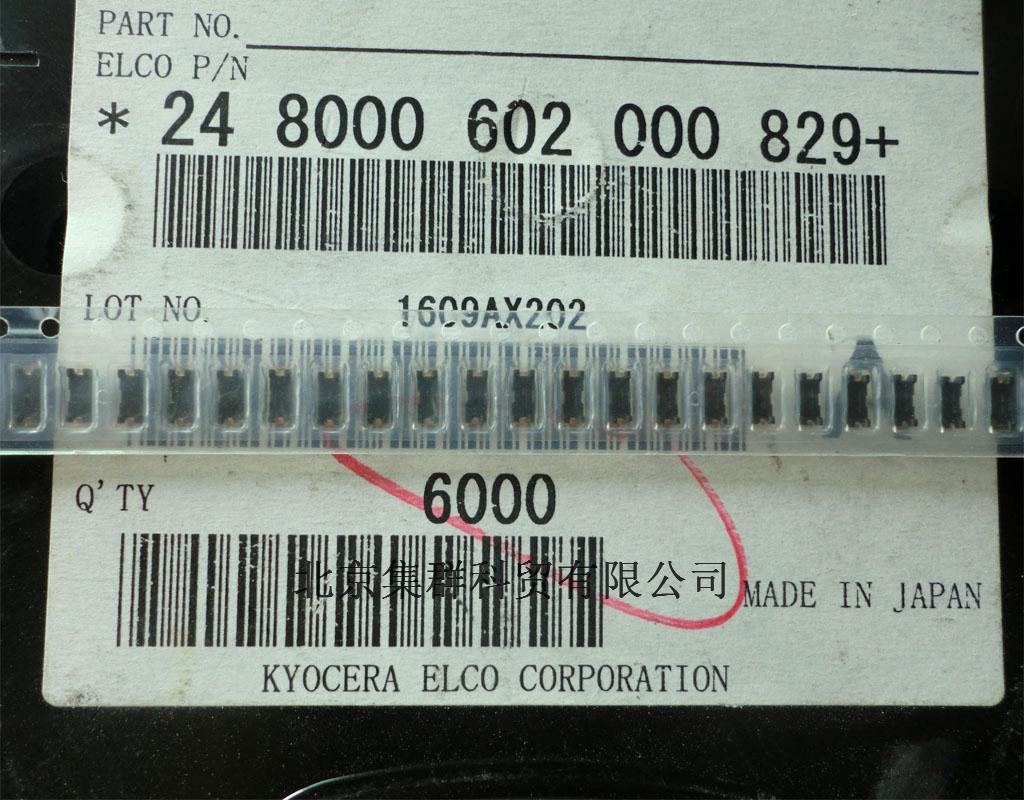 PART NO.
ELCO P/N
* 24 8000 602 000 829+
LOT NO. 1609AX202
Q'TY 6000
北京集群科贸有限公司
MADE IN JAPAN
KYOCERA ELCO CORPORATION